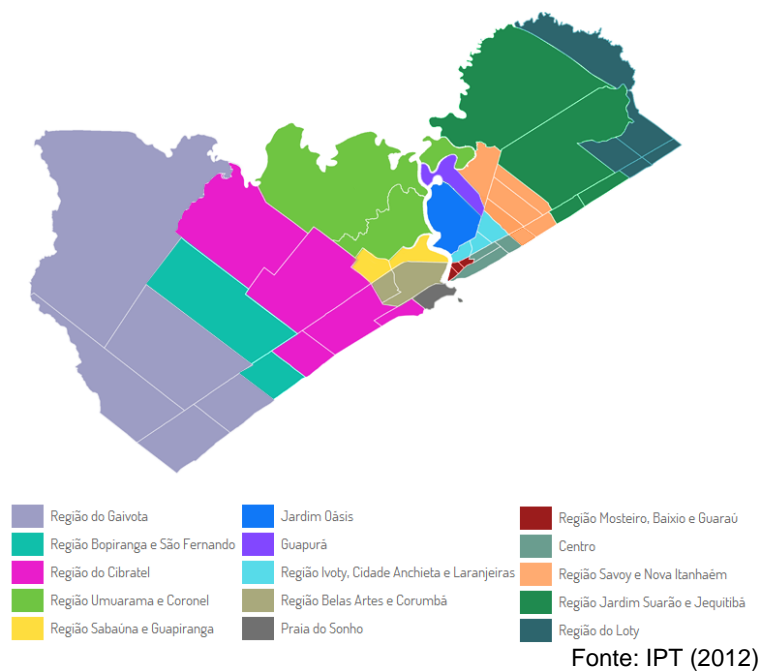 Região do Gaivota
Região Bopiranga e São Fernando
Região do Cibratel
Região Umuarama e Coronel
Região Sabaúna e Guapiranga
Jardim Oásis
Guapurá
Região Ivoty, Cidade Anchieta e Laranjeiras
Região Belas Artes e Corumbá
Praia do Sonho
Região Mosteiro, Baixio e Guaraú
Centro
Região Savoy e Nova Itanhaém
Região Jardim Suarão e Jequitibá
Região do Loty
Fonte: IPT (2012)